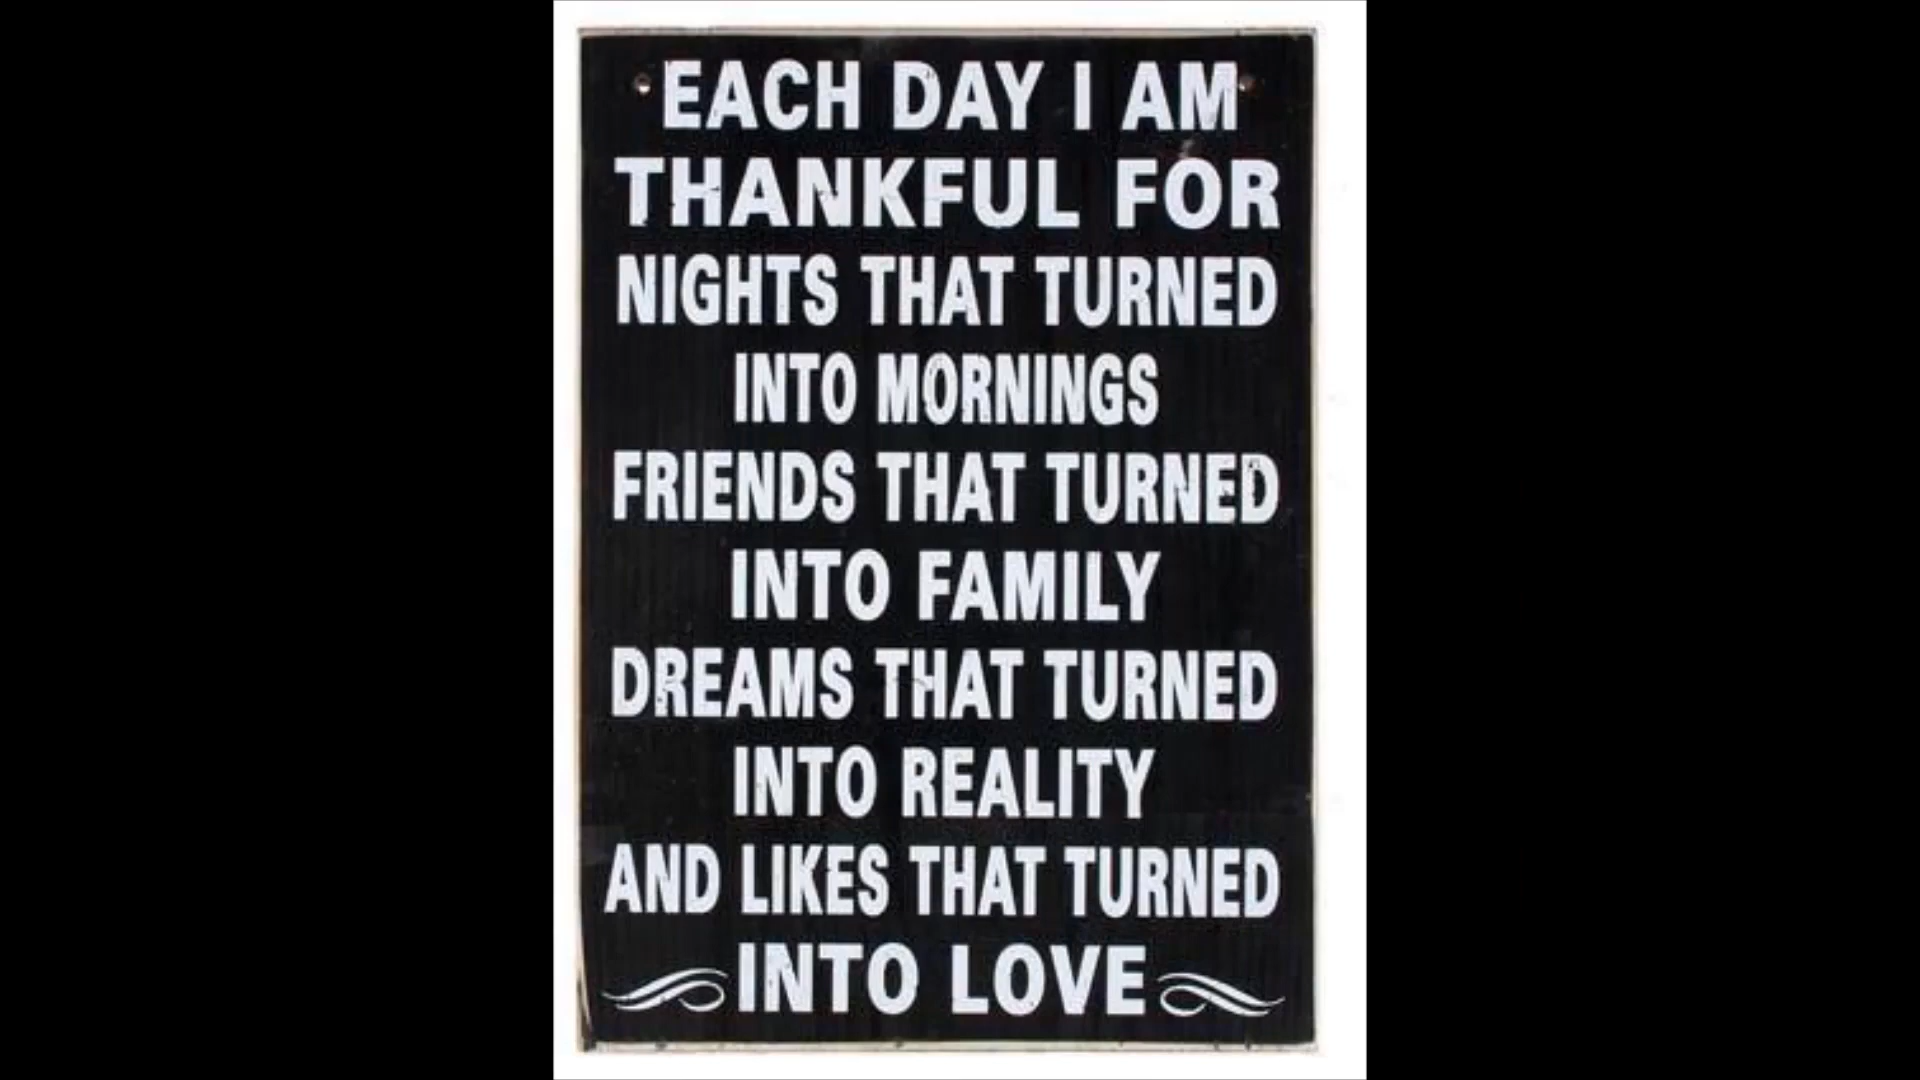 EACH DAY I AM
THANKFUL FOR
NIGHTS THAT TURNED
INTO MORNINGS
FRIENDS THAT TURNED
INTO FAMILY
DREAMS THAT TURNED
INTO REALITY
AND LIKES THAT TURNED
INTO LOVE